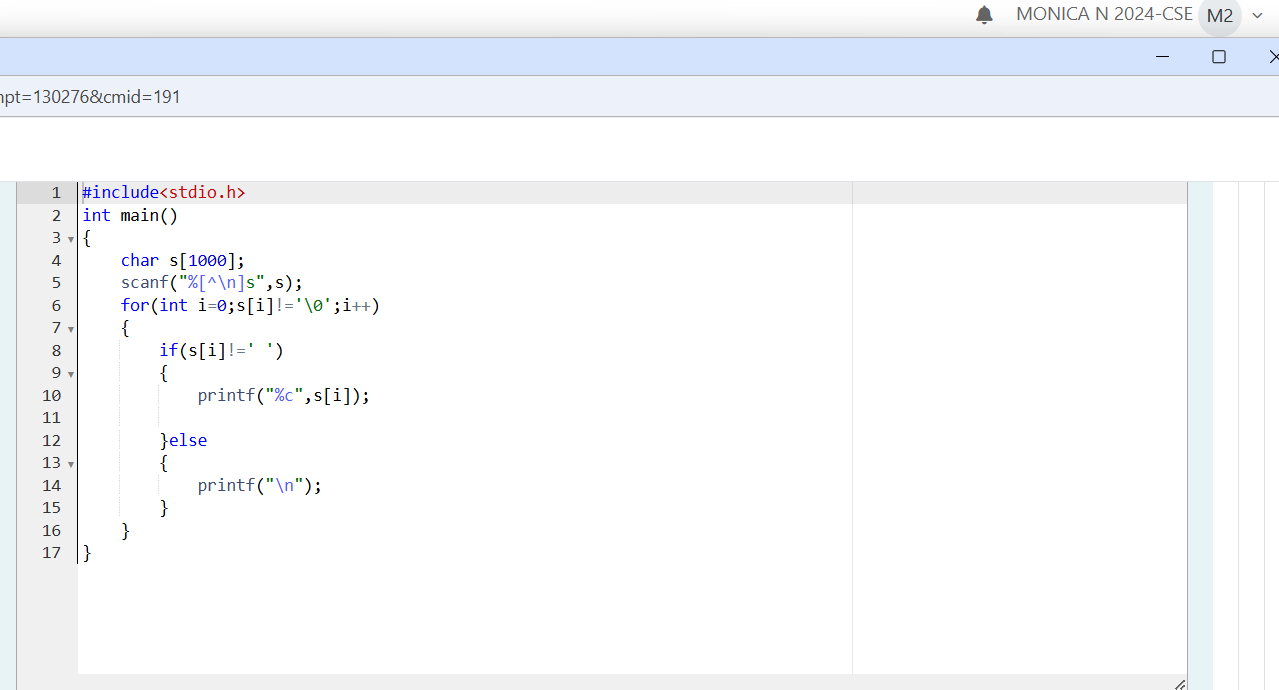 MONICA N 2024-CSE M2
npt=130276&cmid=191
1 #include<stdio.h>
2 int main()
3 {
4     char s[1000];
5     scanf("%[^\n]s",s);
6     for(int i=0;s[i]!='\0';i++)
7     {
8         if(s[i]!=' ')
9         {
10             printf("%c",s[i]);
11
12         }else
13         {
14             printf("\n");
15         }
16     }
17 }